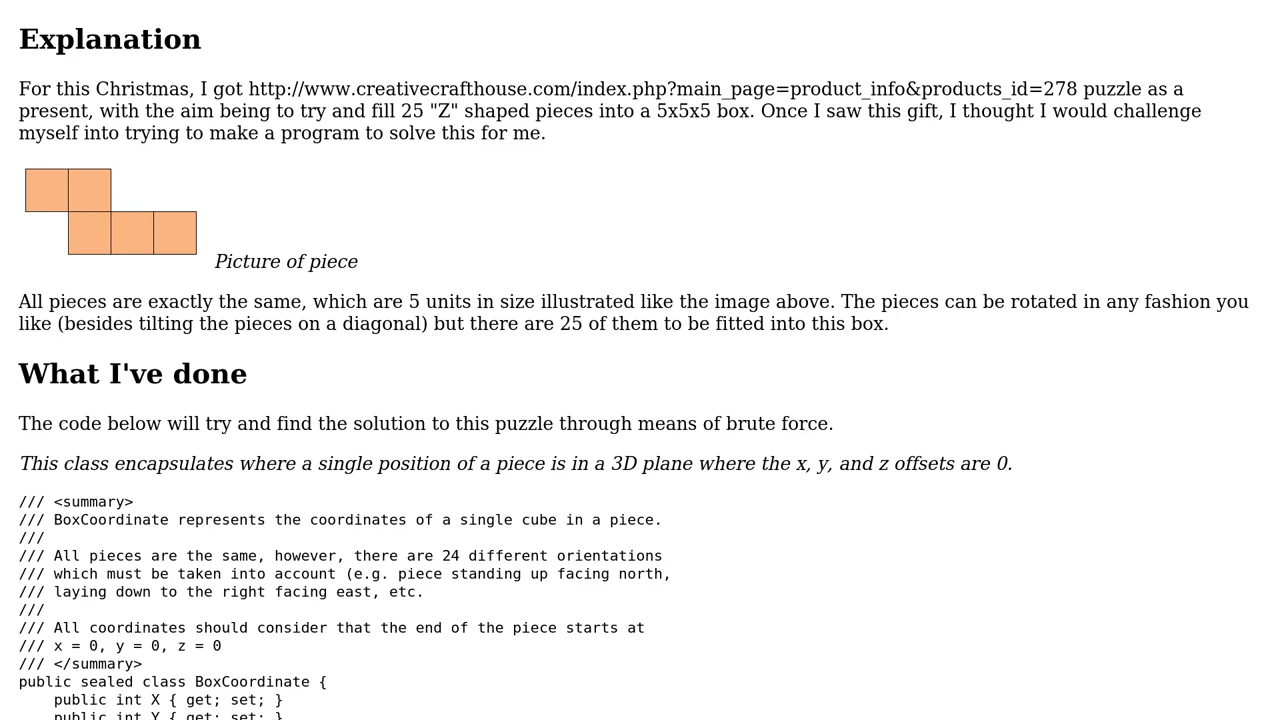 Explanation
For this Christmas, I got http://www.creativecrafthouse.com/index.php?main_page=product_info&products_id=278 puzzle as a
present, with the aim being to try and fill 25 "Z" shaped pieces into a 5x5x5 box. Once I saw this gift, I thought I would challenge
myself into trying to make a program to solve this for me.
Picture of piece
All pieces are exactly the same, which are 5 units in size illustrated like the image above. The pieces can be rotated in any fashion you
like (besides tilting the pieces on a diagonal) but there are 25 of them to be fitted into this box.
What I've done
The code below will try and find the solution to this puzzle through means of brute force.
This class encapsulates where a single position of a piece is in a 3D plane where the x, y, and z offsets are 0.
/// <summary>
/// BoxCoordinate represents the coordinates of a single cube in a piece.
///
/// All pieces are the same, however, there are 24 different orientations
/// which must be taken into account (e.g. piece standing up facing north,
/// laying down to the right facing east, etc.
///
/// All coordinates should consider that the end of the piece starts at
/// x = 0, y = 0, z = 0
/// </summary>
public sealed class BoxCoordinate {
    public int X { get; set; }
    public int Y { get; set; }